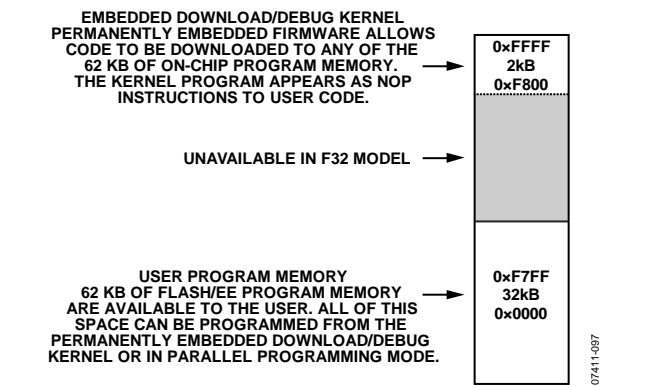 EMBEDDED DOWNLOAD/DEBUG KERNEL
PERMANENTLY EMBEDDED FIRMWARE ALLOWS
CODE TO BE DOWNLOADED TO ANY OF THE
62 KB OF ON-CHIP PROGRAM MEMORY.
THE KERNEL PROGRAM APPEARS AS NOP
INSTRUCTIONS TO USER CODE.
0×FFFF
2kB
0×F800
UNAVAILABLE IN F32 MODEL
USER PROGRAM MEMORY
62 KB OF FLASH/EE PROGRAM MEMORY
ARE AVAILABLE TO THE USER. ALL OF THIS
SPACE CAN BE PROGRAMMED FROM THE
PERMANENTLY EMBEDDED DOWNLOAD/DEBUG
KERNEL OR IN PARALLEL PROGRAMMING MODE.
0×F7FF
32kB
0×0000
07411-097